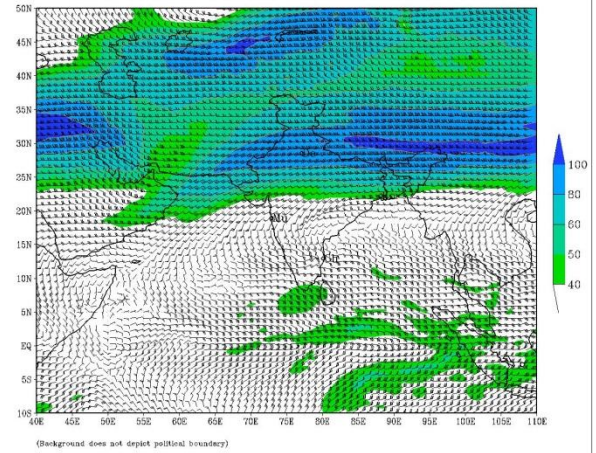 50N
45N
40N
35N
30N
25N
20N
15N
10N
5N
EQ
5S
10S
40E 45E 50E 55E 60E 65E 70E 75E 80E 85E 90E 95E 100E 105E 110E
100
80
60
50
40
(Background does not depict political boundary)